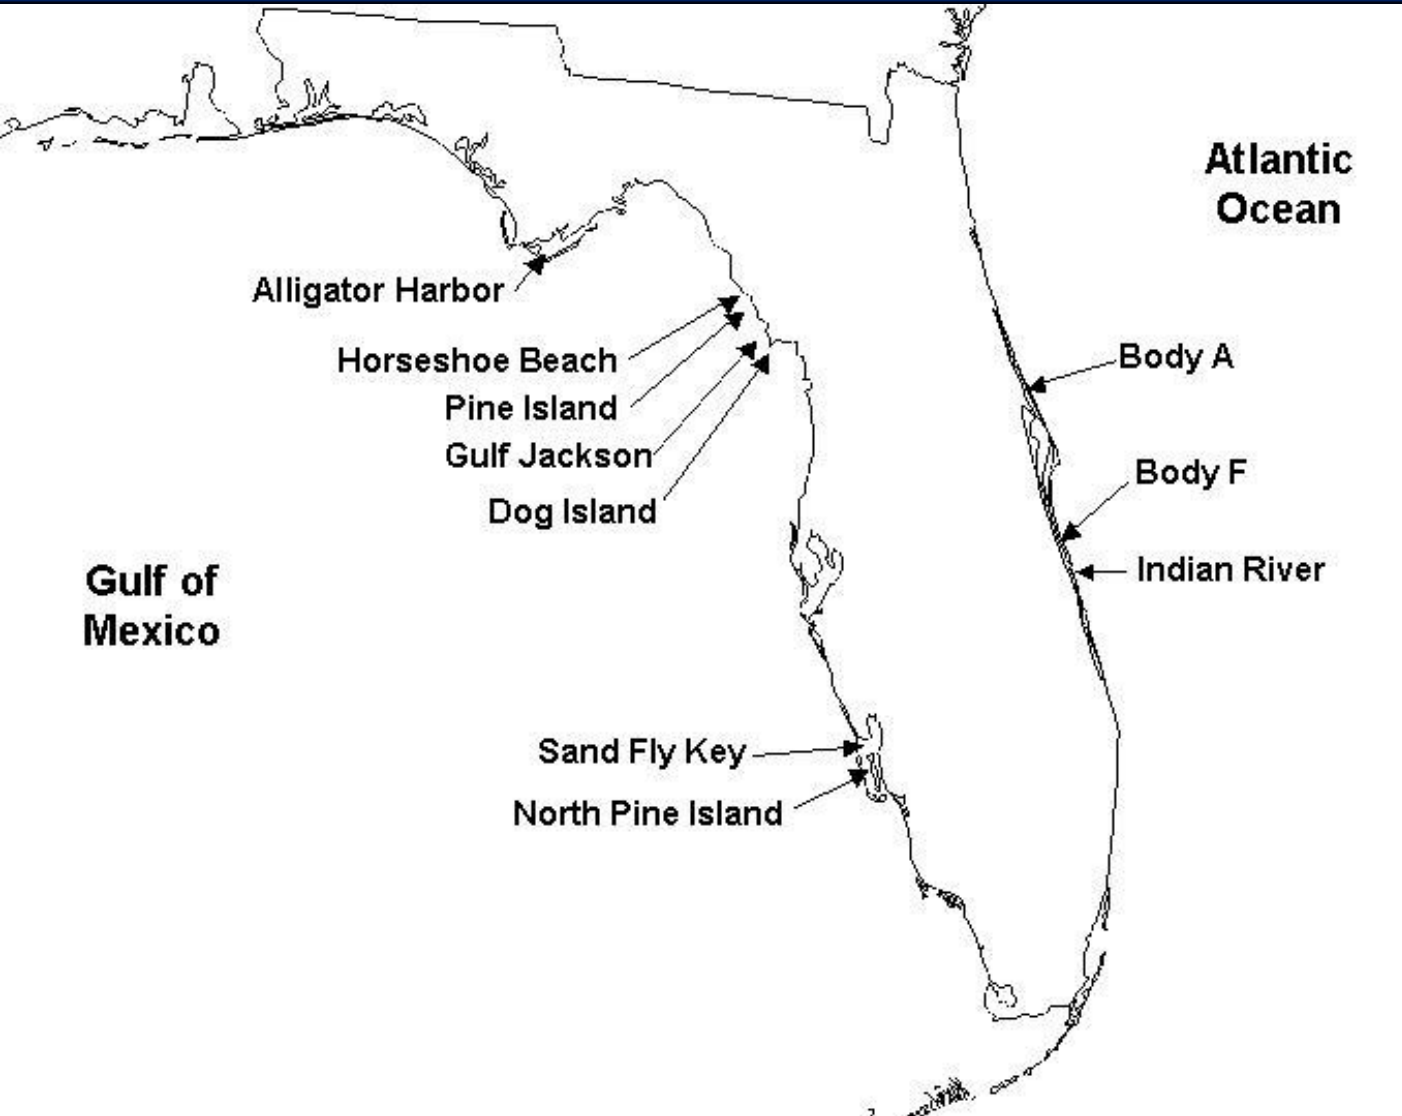 Atlantic
Ocean
Alligator Harbor
Horseshoe Beach
Body A
Pine Island
Gulf Jackson
Body F
Dog Island
Indian River
Gulf of
Mexico
Sand Fly Key
North Pine Island